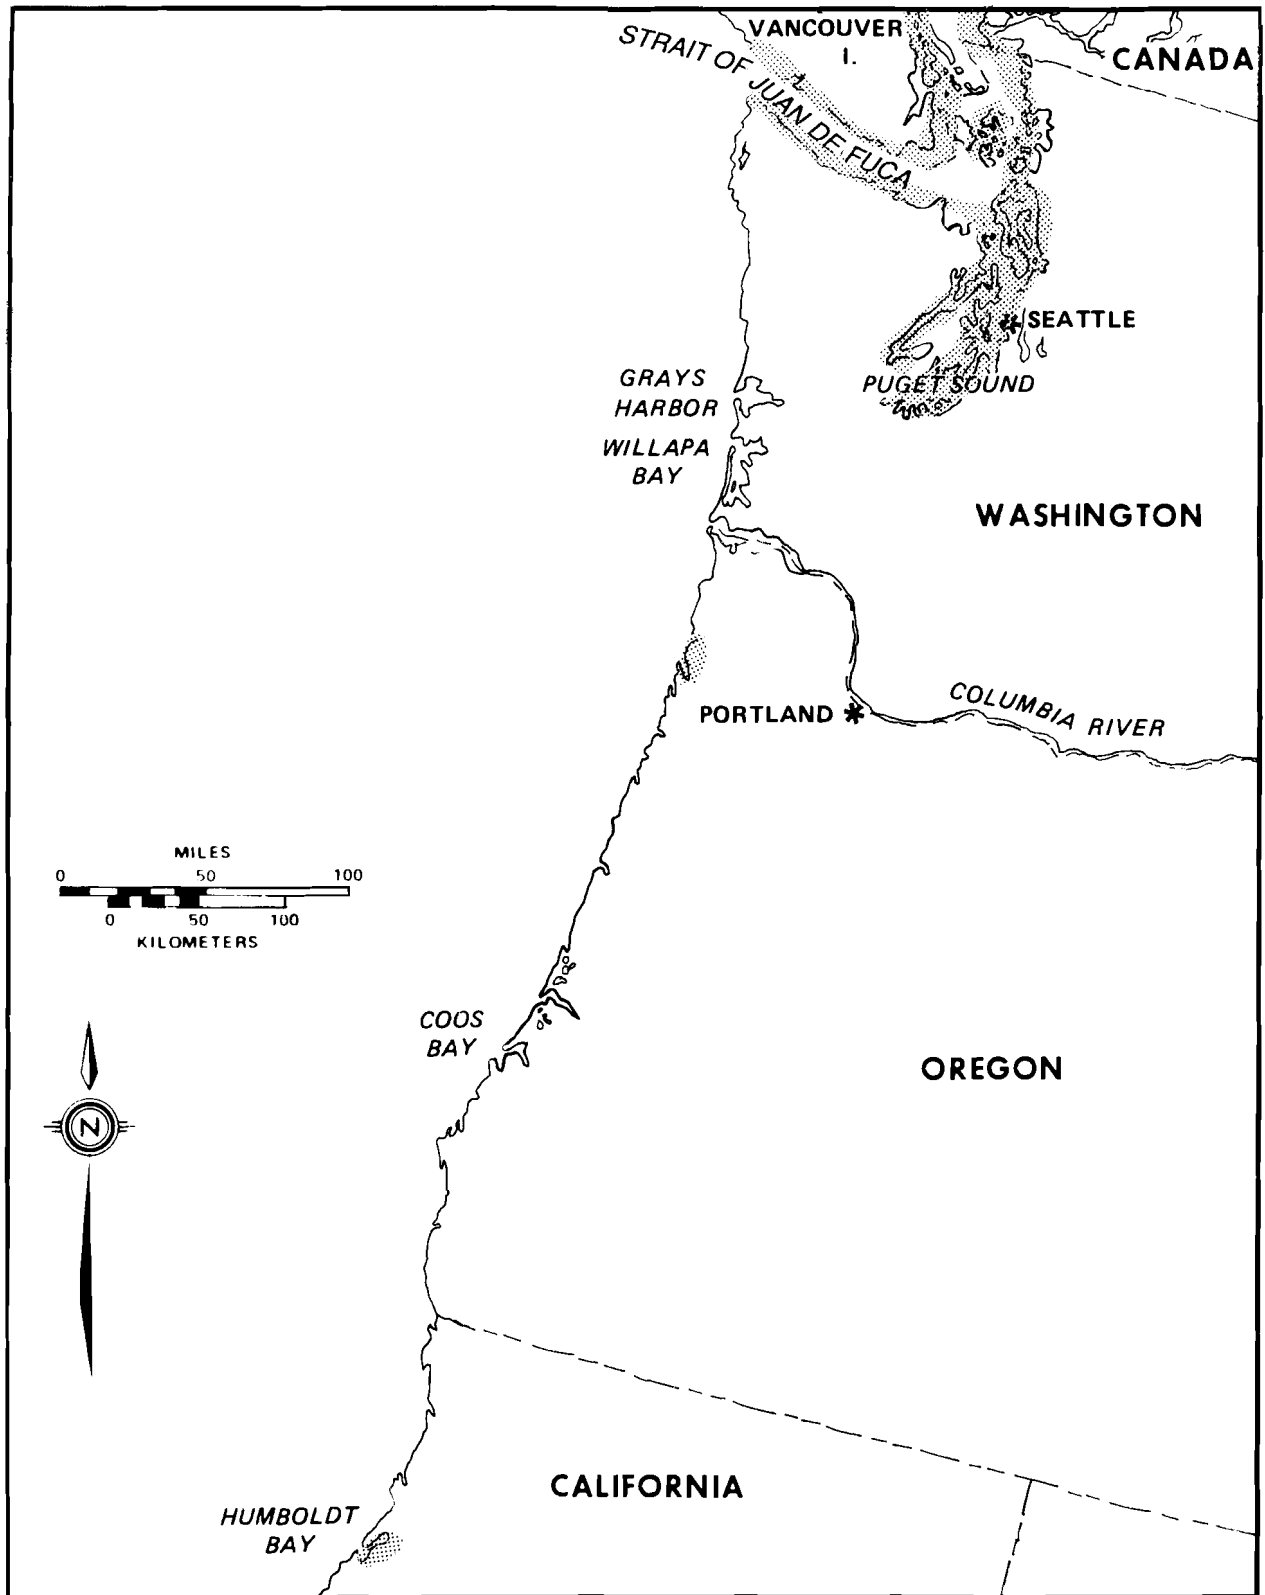 VANCOUVER
I.
CANADA
STRAIT OF JUAN DE FUCA
SEATTLE
PUGET SOUND
GRAYS
HARBOR
WILLAPA
BAY
WASHINGTON
COLUMBIA RIVER
PORTLAND
MILES
0 50 100
0 50 100
KILOMETERS
COOS
BAY
OREGON
N
CALIFORNIA
HUMBOLDT
BAY